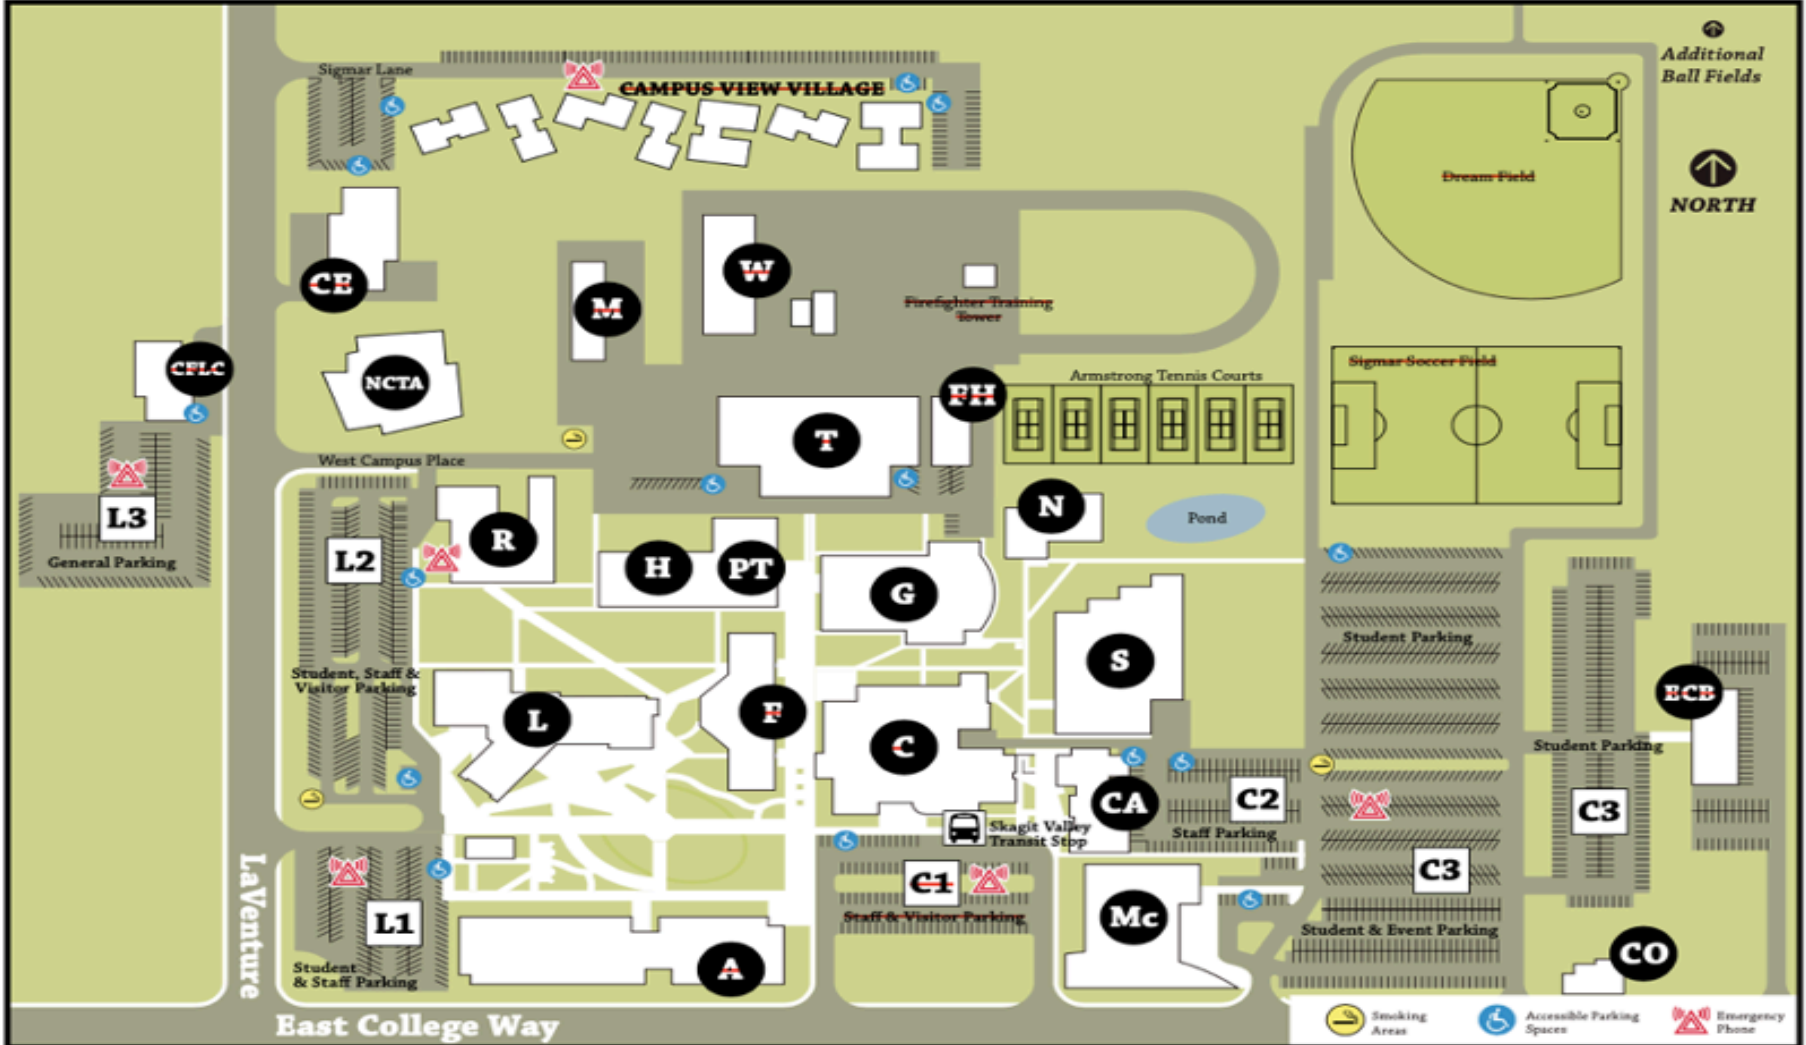 Additional
Ball Fields
Sigmar Lane
CAMPUS VIEW VILLAGE
Dream Field
NORTH
W
CE
M
Firefighter Training
Tower
CFLC
NCTA
Sigmar Soccer Field
Armstrong Tennis Courts
FH
T
West Campus Place
L3
N
Pond
R
General Parking
L2
H
PT
G
Student Parking
S
Student, Staff &
Visitor Parking
BCB
L
F
C
Student Parking
CA
C2
C3
Skagit Valley
Transit Stop
Staff Parking
C3
C1
LaVenture
L1
Staff & Visitor Parking
Mc
Student & Event Parking
CO
A
Student
& Staff Parking
East College Way
Smoking
Areas
Accessible Parking
Spaces
Emergency
Phone